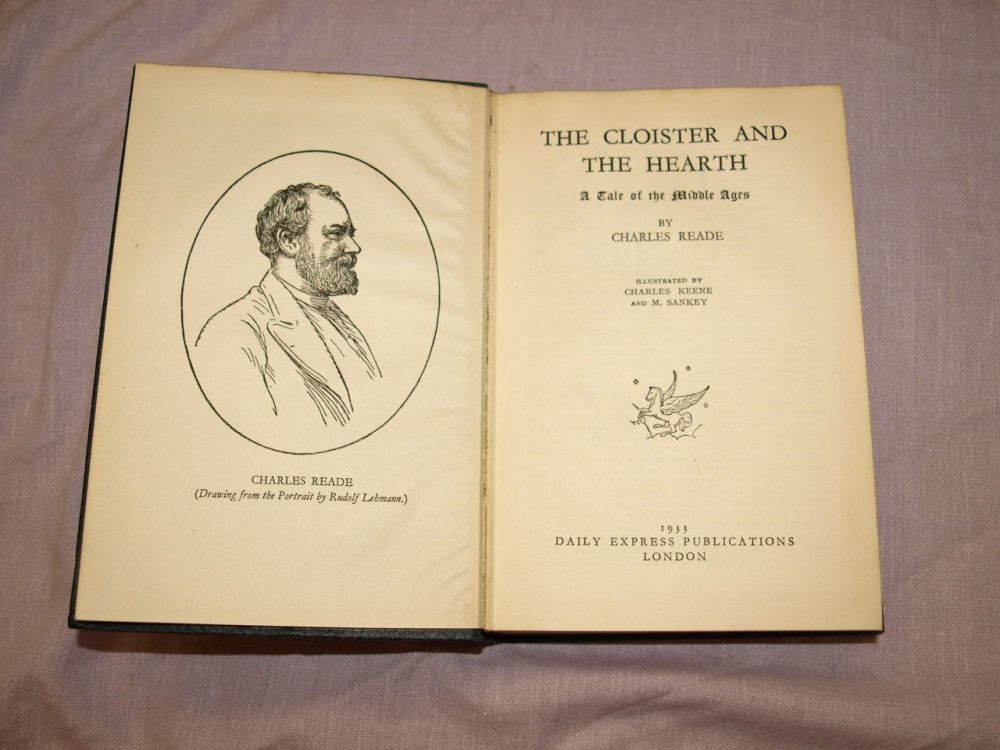 CHARLES READE
(Drawing from the Portrait by Rudolf Lehmann.)
THE CLOISTER AND
THE HEARTH
A Tale of the Middle Ages
BY
CHARLES READE
ILLUSTRATED BY
CHARLES KEENE
AND M. SANKEY
1933
DAILY EXPRESS PUBLICATIONS
LONDON